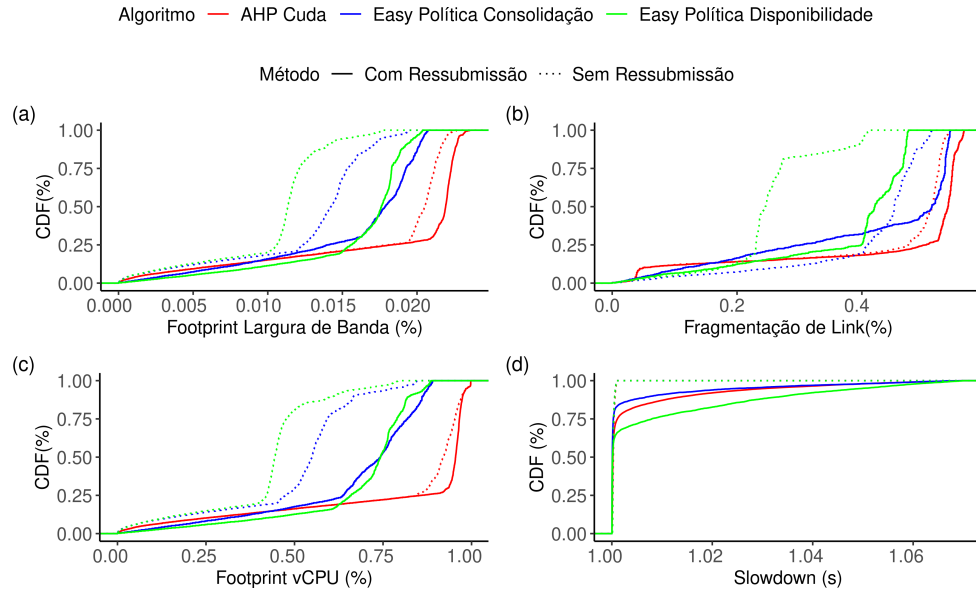 Algoritmo AHP Cuda Easy Política Consolidação Easy Política Disponibilidade
Método Com Ressubmissão Sem Ressubmissão
(a)
1.00
0.75
0.50
0.25
0.00
CDF(%)
0.000 0.005 0.010 0.015 0.020
Footprint Largura de Banda (%)
(b)
1.00
0.75
0.50
0.25
0.00
CDF(%)
0.0 0.2 0.4
Fragmentação de Link(%)
(c)
1.00
0.75
0.50
0.25
0.00
CDF(%)
0.00 0.25 0.50 0.75 1.00
Footprint vCPU (%)
(d)
1.00
0.75
0.50
0.25
0.00
CDF (%)
1.00 1.02 1.04 1.06
Slowdown (s)